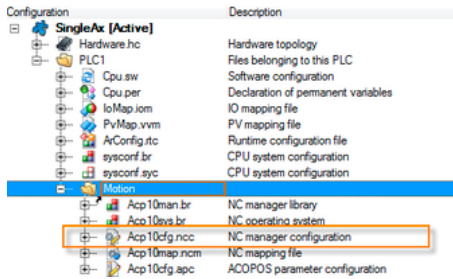 Configuration Description
SingleAx [Active]
Hardware.hc Hardware topology
PLC1 Files belonging to this PLC
Cpu.sw Software configuration
Cpu.per Declaration of permanent variables
IoMap.iom IO mapping file
PvMap.vvm PV mapping file
ArConfig.rtc Runtime configuration file
sysconf.br CPU system configuration
sysconf.syc CPU system configuration
Motion
Acp10man.br NC manager library
Acp10sys.br NC operating system
Acp10cfg.ncc NC manager configuration
Acp10map.ncm NC mapping file
Acp10cfg.apc ACOPOS parameter configuration